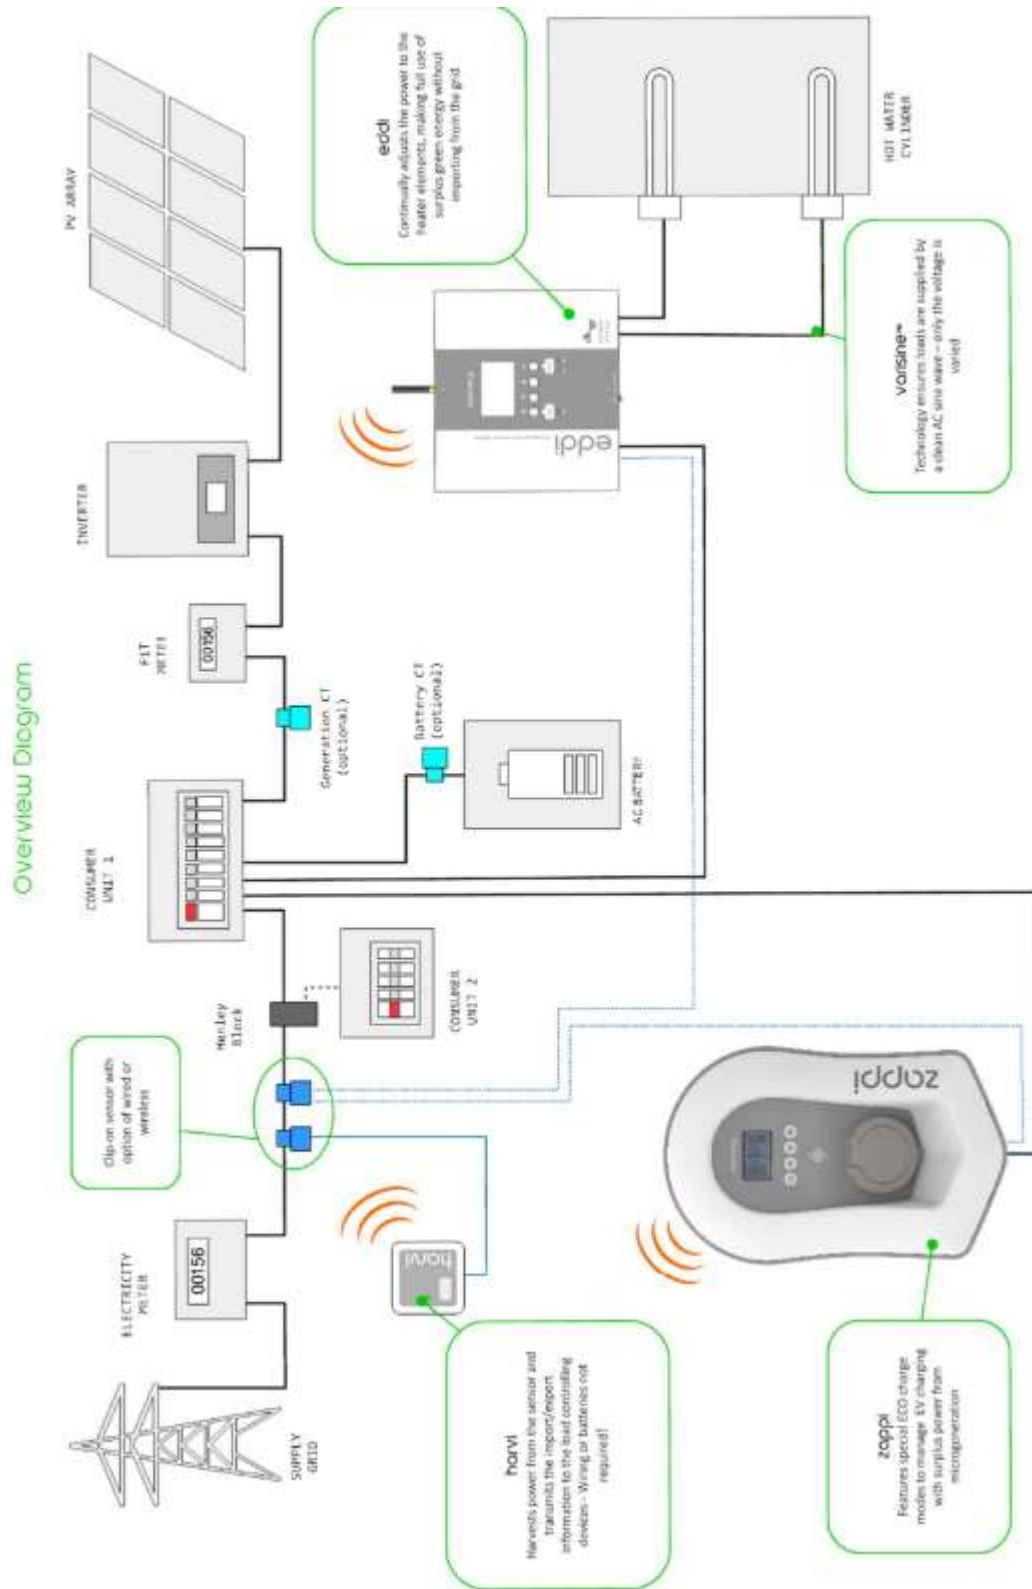 Overview Diagram
SUPPLY
GRID
ELECTRICITY
METER
00156
Clip-on sensor with
option of wired or
wireless
Henley
Block
CONSUMER
UNIT 1
CONSUMER
UNIT 2
Generation CT
(optional)
FIT
METER
00156
INVERTER
PV ARRAY
Battery CT
(optional)
AC BATTERY
harvi
harvi
Harvests power from the sensor and
transmits the import/export
information to the load controlling
devices - Wiring or batteries not
required!
eddi
eddi
Continually adjusts the power to the
heater elements, making full use of
surplus green energy without
importing from the grid
HOT WATER
CYLINDER
zappi
zappi
Features special ECO charge
modes to manage EV charging
with surplus power from
microgeneration
varisine™
Technology ensures loads are supplied by
a clean AC sine wave – only the voltage is
varied